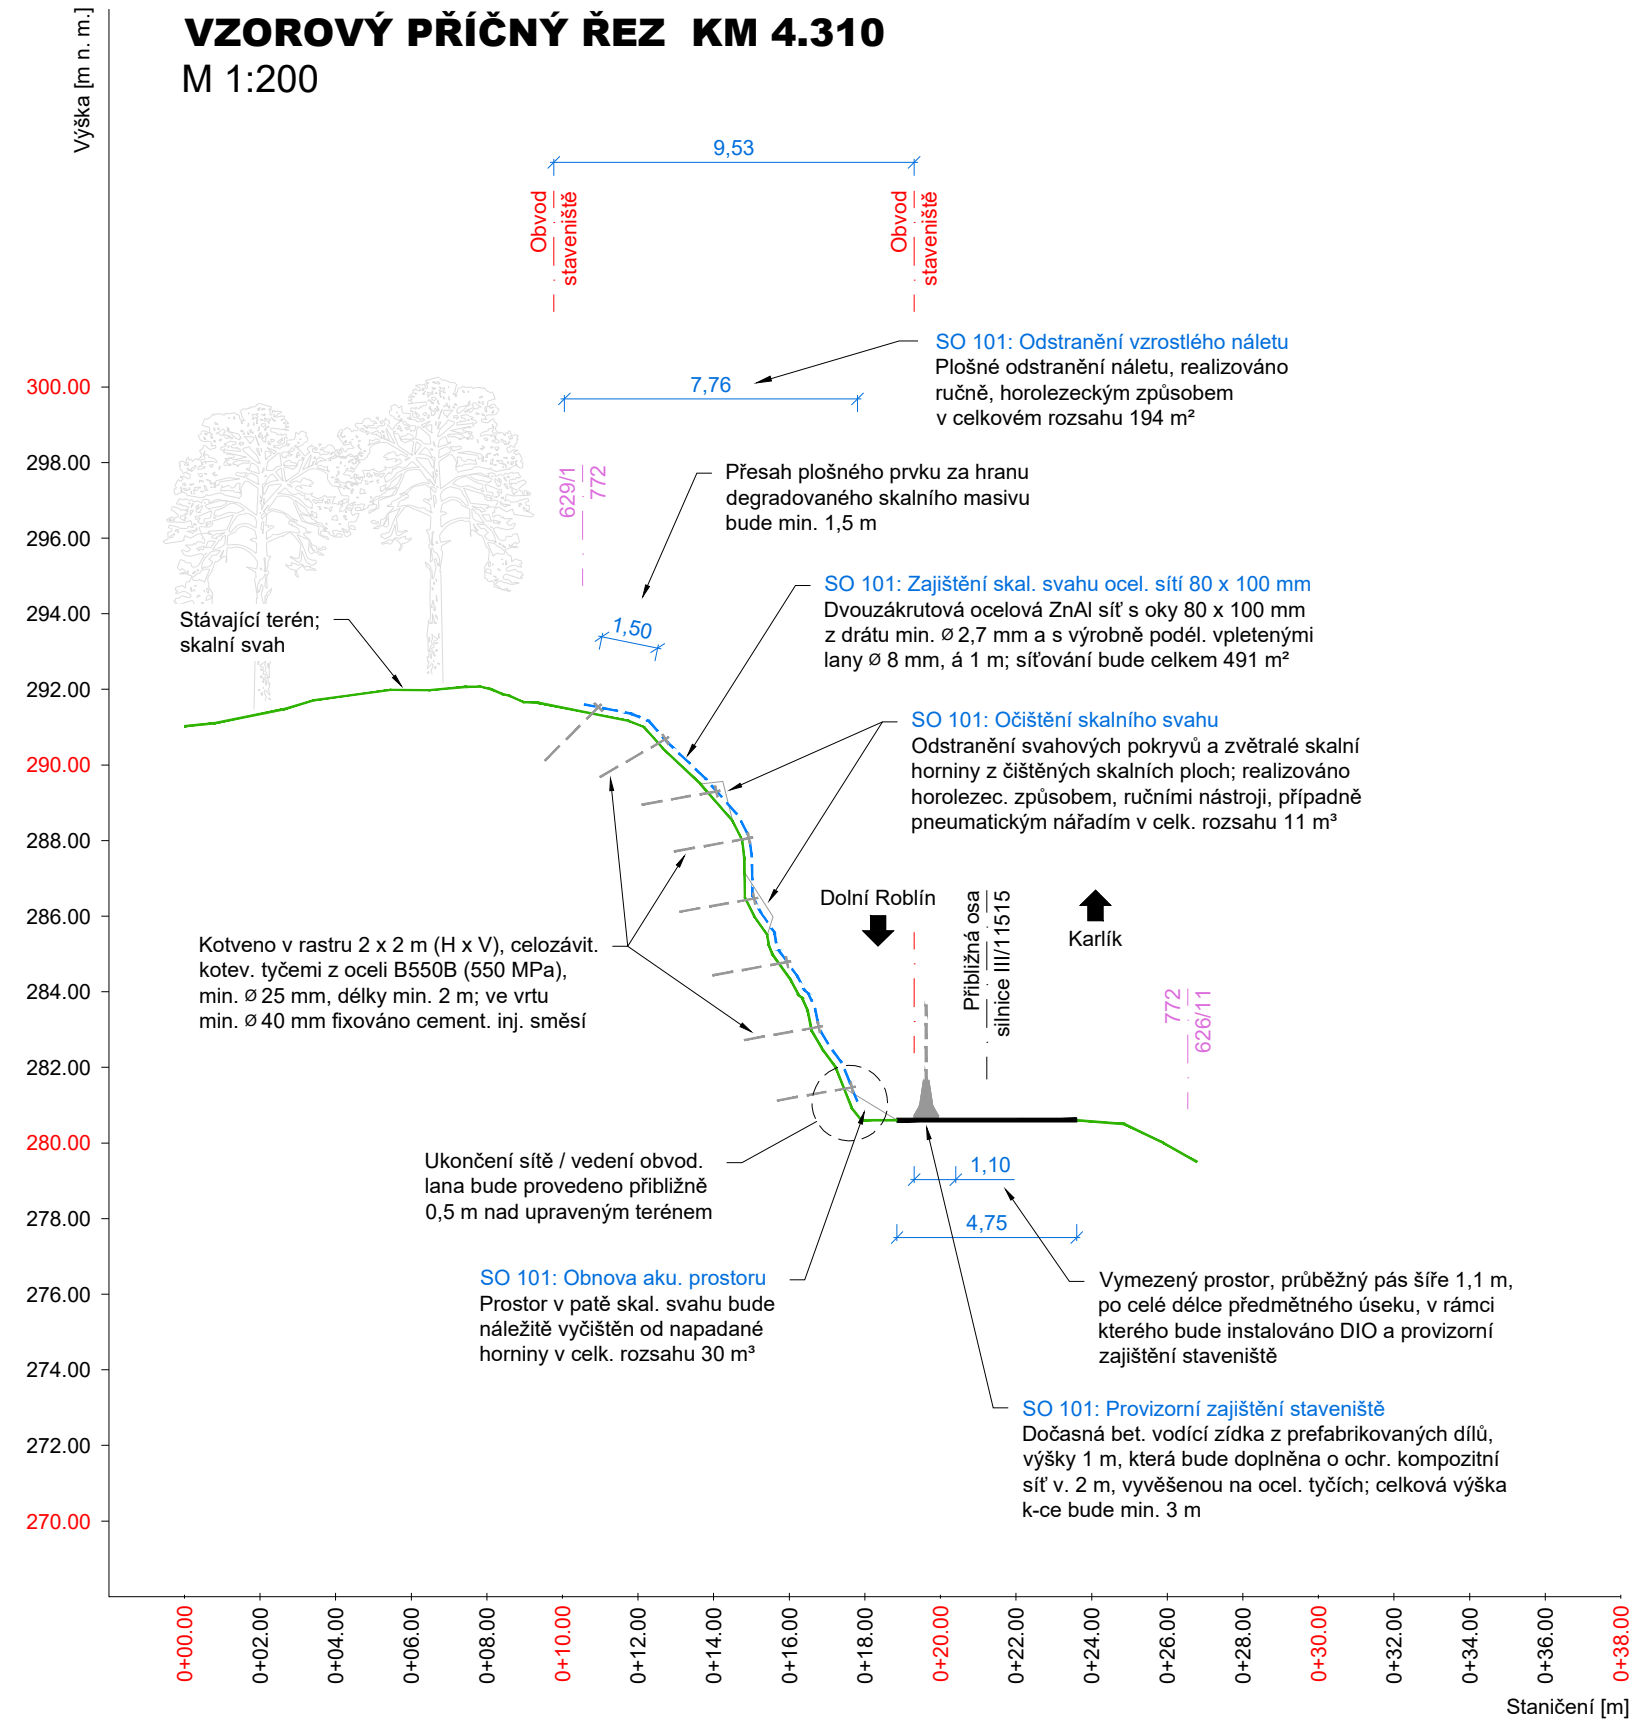 VZOROVÝ PŘÍČNÝ ŘEZ  KM 4.310
M 1:200
Výška [m n. m.]
9,53
Obvod
staveniště
Obvod
staveniště
SO 101: Odstranění vzrostlého náletu
Plošné odstranění náletu, realizováno
ručně, horolezeckým způsobem
v celkovém rozsahu 194 m²
7,76
629/1
772
Přesah plošného prvku za hranu
degradovaného skalního masivu
bude min. 1,5 m
SO 101: Zajištění skal. svahu ocel. sítí 80 x 100 mm
Dvouzákrutová ocelová ZnAl síť s oky 80 x 100 mm
z drátu min. Ø 2,7 mm a s výrobně podél. vpletenými
lany Ø 8 mm, á 1 m; síťování bude celkem 491 m²
1,50
Stávající terén;
skalní svah
SO 101: Očištění skalního svahu
Odstranění svahových pokryvů a zvětralé skalní
horniny z čištěných skalních ploch; realizováno
horolezec. způsobem, ručními nástroji, případně
pneumatickým nářadím v celk. rozsahu 11 m³
Dolní Roblín
Přibližná osa
silnice III/11515
Karlík
772
626/11
Kotveno v rastru 2 x 2 m (H x V), celozávit.
kotev. tyčemi z oceli B550B (550 MPa),
min. Ø 25 mm, délky min. 2 m; ve vrtu
min. Ø 40 mm fixováno cement. inj. směsí
Ukončení sítě / vedení obvod.
lana bude provedeno přibližně
0,5 m nad upraveným terénem
1,10
4,75
SO 101: Obnova aku. prostoru
Prostor v patě skal. svahu bude
náležitě vyčištěn od napadané
horniny v celk. rozsahu 30 m³
Vymezený prostor, průběžný pás šíře 1,1 m,
po celé délce předmětného úseku, v rámci
kterého bude instalováno DIO a provizorní
zajištění staveniště
SO 101: Provizorní zajištění staveniště
Dočasná bet. vodící zídka z prefabrikovaných dílů,
výšky 1 m, která bude doplněna o ochr. kompozitní
síť v. 2 m, vyvěšenou na ocel. tyčích; celková výška
k-ce bude min. 3 m
300.00
298.00
296.00
294.00
292.00
290.00
288.00
286.00
284.00
282.00
280.00
278.00
276.00
274.00
272.00
270.00
0+00.00
0+02.00
0+04.00
0+06.00
0+08.00
0+10.00
0+12.00
0+14.00
0+16.00
0+18.00
0+20.00
0+22.00
0+24.00
0+26.00
0+28.00
0+30.00
0+32.00
0+34.00
0+36.00
0+38.00
Staničení [m]